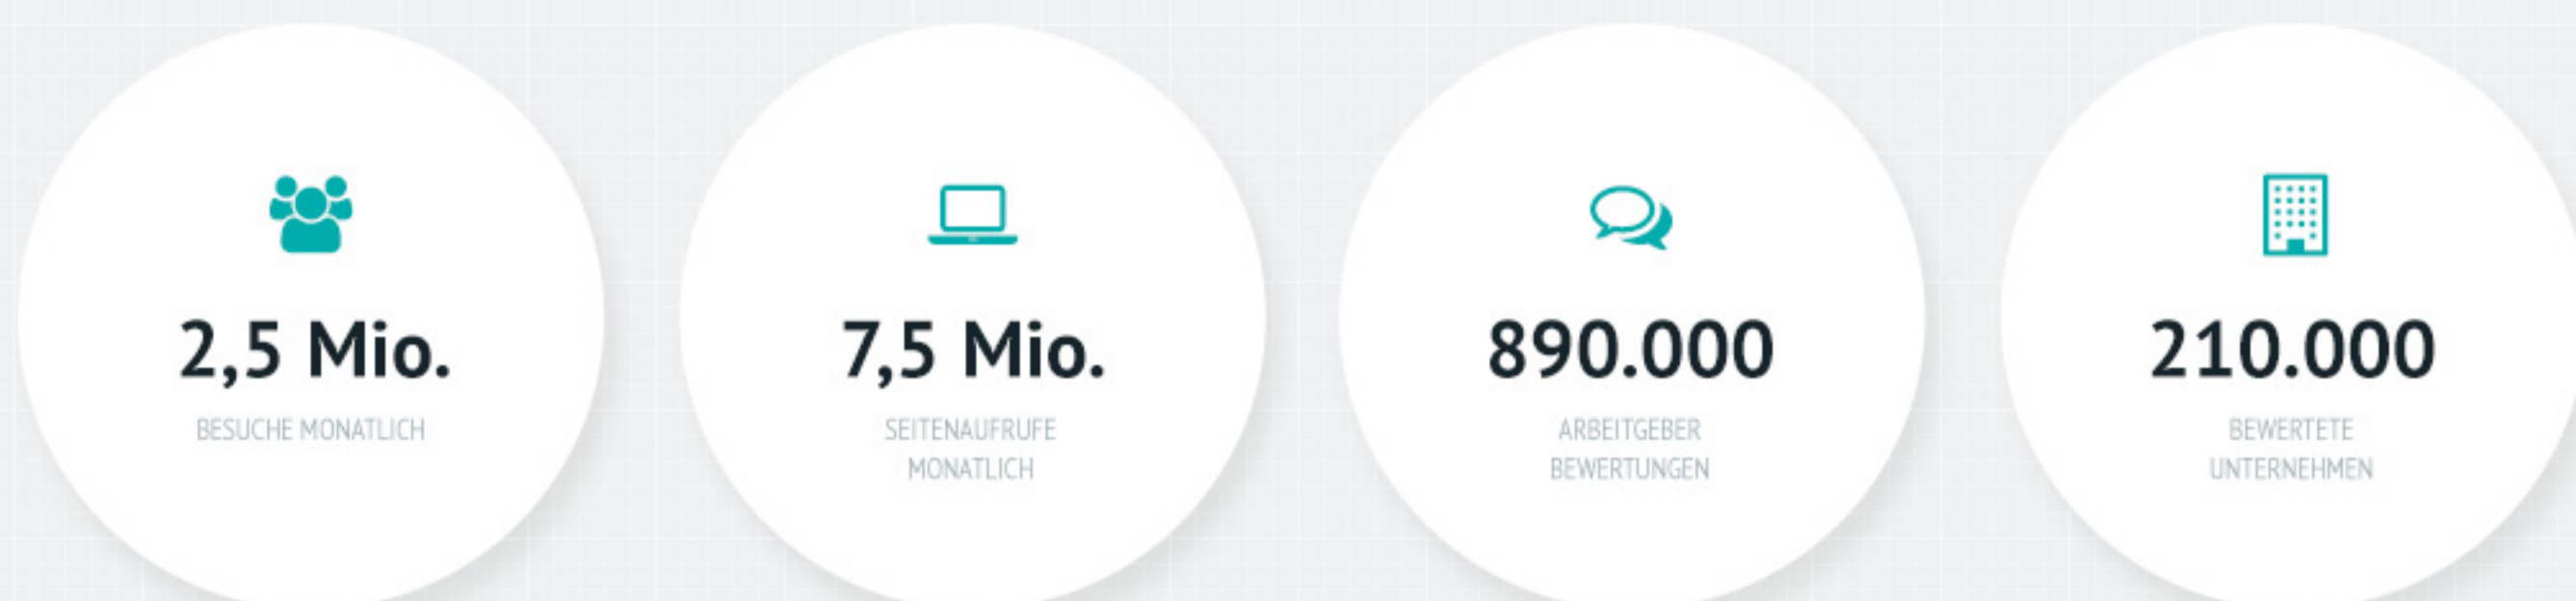 2,5 Mio.
BESUCHE MONATLICH
7,5 Mio.
SEITENAUFRUFE
MONATLICH
890.000
ARBEITGEBER
BEWERTUNGEN
210.000
BEWERTETE
UNTERNEHMEN